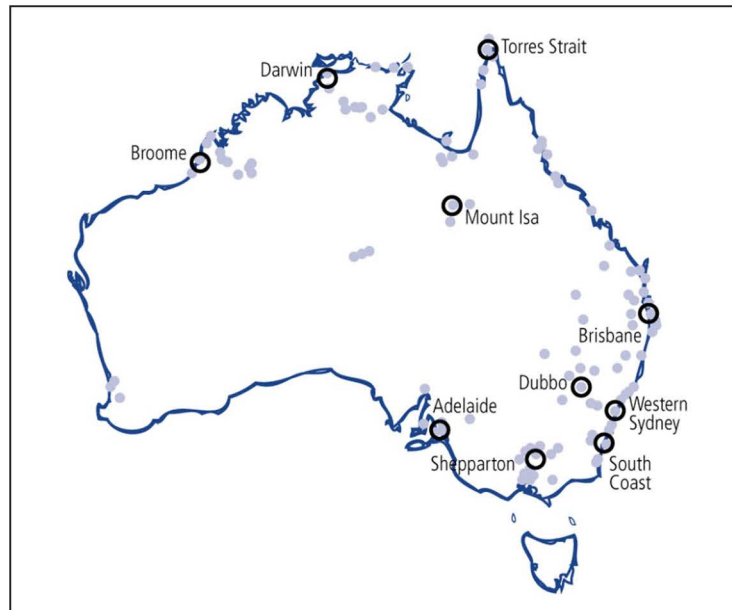 Torres Strait
Darwin
Broome
Mount Isa
Brisbane
Dubbo
Adelaide
Western
Sydney
Shepparton
South
Coast